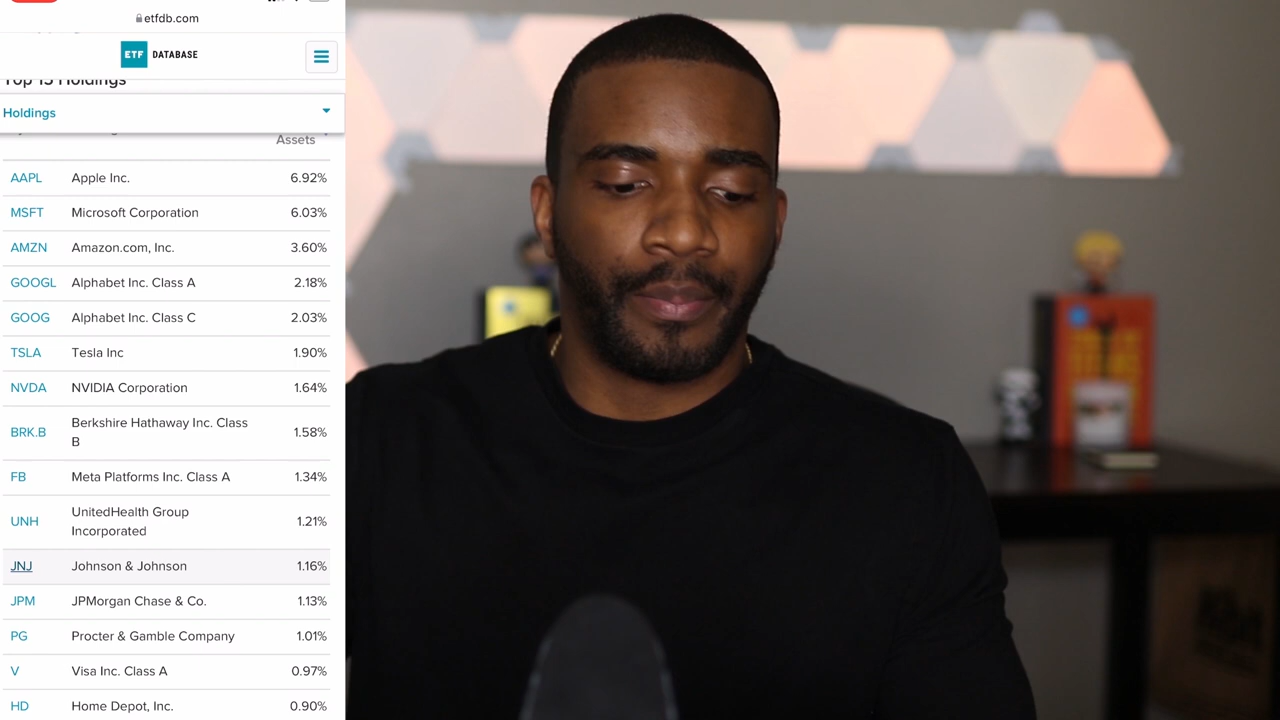 etfdb.com
ETF DATABASE
Top 15 Holdings
Holdings
Assets
AAPL Apple Inc. 6.92%
MSFT Microsoft Corporation 6.03%
AMZN Amazon.com, Inc. 3.60%
GOOGL Alphabet Inc. Class A 2.18%
GOOG Alphabet Inc. Class C 2.03%
TSLA Tesla Inc 1.90%
NVDA NVIDIA Corporation 1.64%
BRK.B Berkshire Hathaway Inc. Class
B 1.58%
FB Meta Platforms Inc. Class A 1.34%
UNH UnitedHealth Group
Incorporated 1.21%
JNJ Johnson & Johnson 1.16%
JPM JPMorgan Chase & Co. 1.13%
PG Procter & Gamble Company 1.01%
V Visa Inc. Class A 0.97%
HD Home Depot, Inc. 0.90%